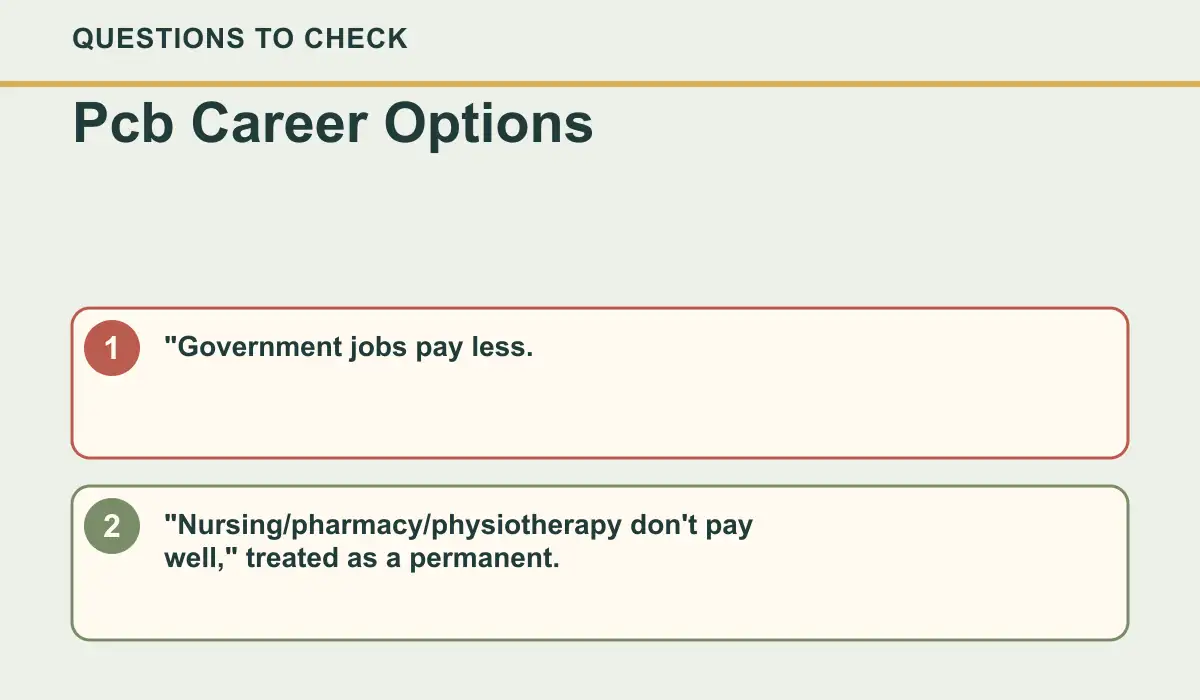 QUESTIONS TO CHECK
Pcb Career Options
1
"Government jobs pay less.
2
"Nursing/pharmacy/physiotherapy don't pay
well," treated as a permanent.